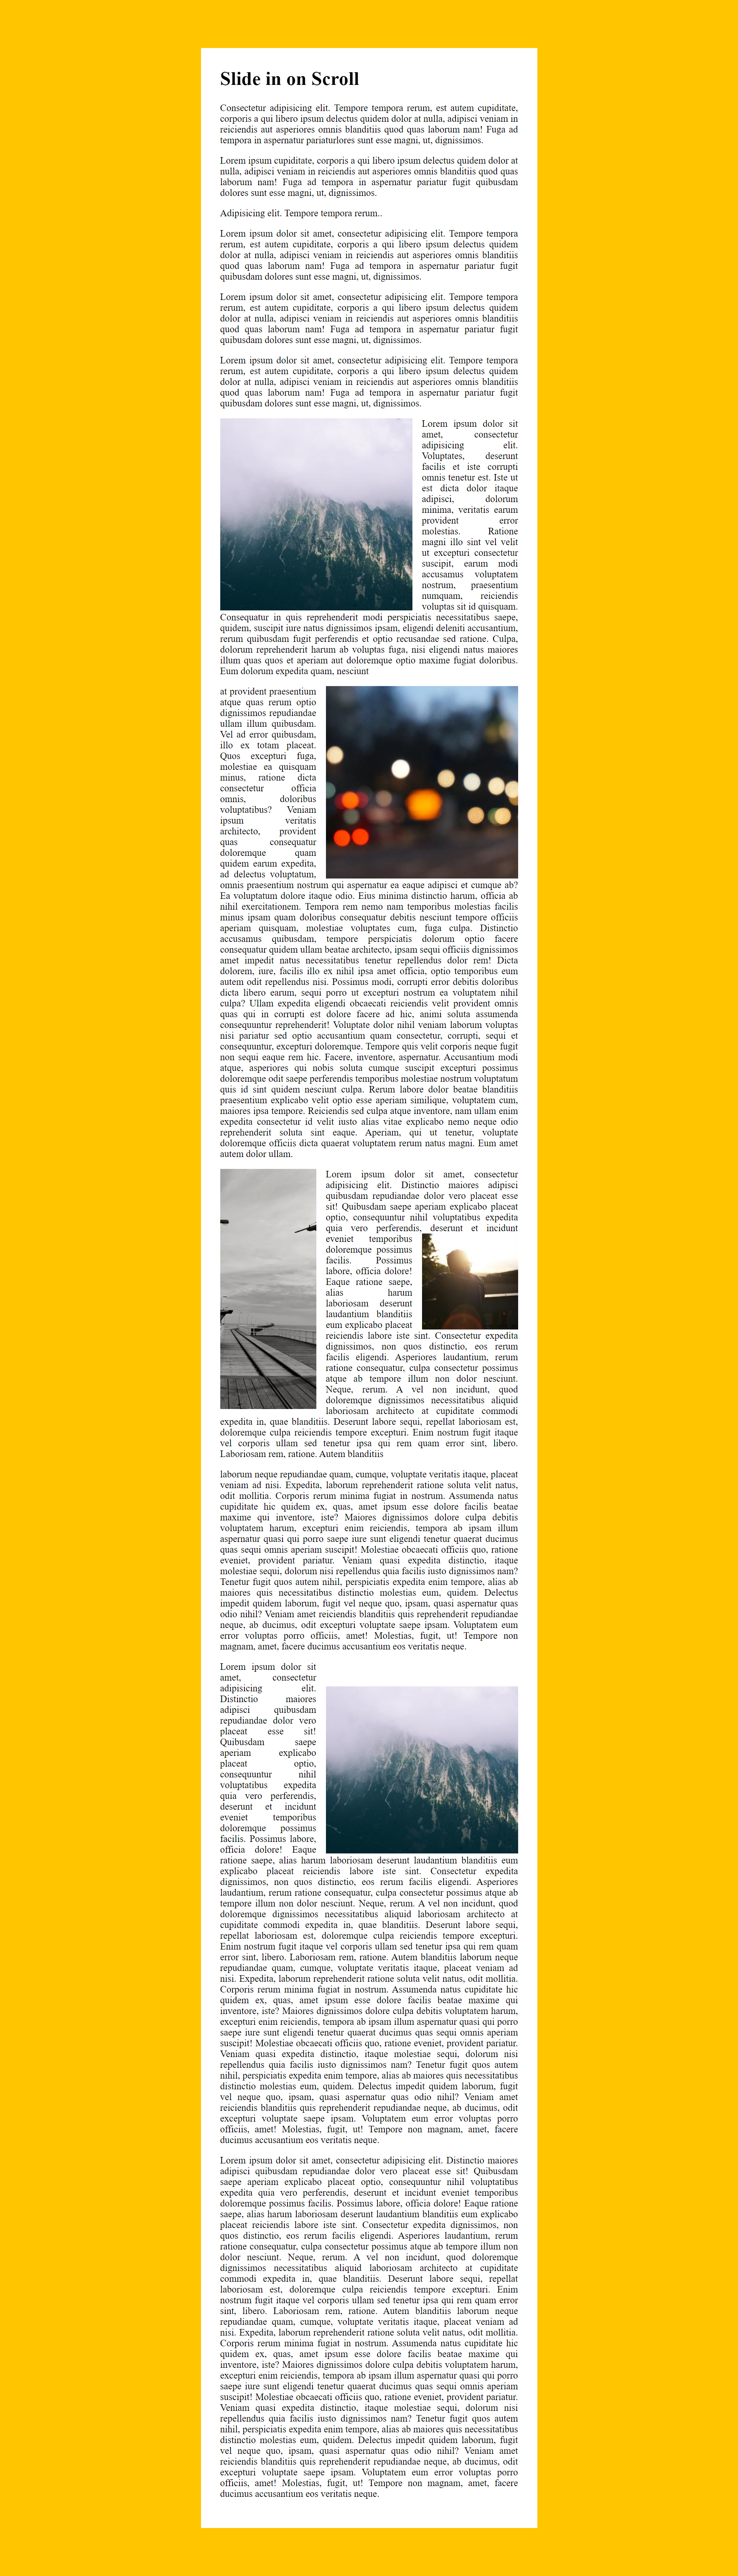 Slide in on Scroll
Consectetur adipisicing elit. Tempore tempora rerum, est autem cupiditate,
corporis a qui libero ipsum delectus quidem dolor at nulla, adipisci veniam in
reiciendis aut asperiores omnis blanditiis quod quas laborum nam! Fuga ad
tempora in aspernatur pariaturlores sunt esse magni, ut, dignissimos.
Lorem ipsum cupiditate, corporis a qui libero ipsum delectus quidem dolor at
nulla, adipisci veniam in reiciendis aut asperiores omnis blanditiis quod quas
laborum nam! Fuga ad tempora in aspernatur pariatur fugit quibusdam
dolores sunt esse magni, ut, dignissimos.
Adipisicing elit. Tempore tempora rerum..
Lorem ipsum dolor sit amet, consectetur adipisicing elit. Tempore tempora
rerum, est autem cupiditate, corporis a qui libero ipsum delectus quidem
dolor at nulla, adipisci veniam in reiciendis aut asperiores omnis blanditiis
quod quas laborum nam! Fuga ad tempora in aspernatur pariatur fugit
quibusdam dolores sunt esse magni, ut, dignissimos.
Lorem ipsum dolor sit amet, consectetur adipisicing elit. Tempore tempora
rerum, est autem cupiditate, corporis a qui libero ipsum delectus quidem
dolor at nulla, adipisci veniam in reiciendis aut asperiores omnis blanditiis
quod quas laborum nam! Fuga ad tempora in aspernatur pariatur fugit
quibusdam dolores sunt esse magni, ut, dignissimos.
Lorem ipsum dolor sit amet, consectetur adipisicing elit. Tempore tempora
rerum, est autem cupiditate, corporis a qui libero ipsum delectus quidem
dolor at nulla, adipisci veniam in reiciendis aut asperiores omnis blanditiis
quod quas laborum nam! Fuga ad tempora in aspernatur pariatur fugit
quibusdam dolores sunt esse magni, ut, dignissimos.
Lorem ipsum dolor sit
amet, consectetur
adipisicing elit.
Voluptates, deserunt
facilis et iste corrupti
omnis tenetur est. Iste ut
est dicta dolor itaque
adipisci, dolorum
minima, veritatis earum
provident error
molestias. Ratione
magni illo sint vel velit
ut excepturi consectetur
suscipit, earum modi
accusamus voluptatem
nostrum, praesentium
numquam, reiciendis
voluptas sit id quisquam.
Consequatur in quis reprehenderit modi perspiciatis necessitatibus saepe,
quidem, suscipit iure natus dignissimos ipsam, eligendi deleniti accusantium,
rerum quibusdam fugit perferendis et optio recusandae sed ratione. Culpa,
dolorum reprehenderit harum ab voluptas fuga, nisi eligendi natus maiores
illum quas quos et aperiam aut doloremque optio maxime fugiat doloribus.
Eum dolorum expedita quam, nesciunt
at provident praesentium
atque quas rerum optio
dignissimos repudiandae
ullam illum quibusdam.
Vel ad error quibusdam,
illo ex totam placeat.
Quos excepturi fuga,
molestiae ea quisquam
minus, ratione dicta
consectetur officia
omnis, doloribus
voluptatibus? Veniam
ipsum veritatis
architecto, provident
quas consequatur
doloremque quam
quidem earum expedita,
ad delectus voluptatum,
omnis praesentium nostrum qui aspernatur ea eaque adipisci et cumque ab?
Ea voluptatum dolore itaque odio. Eius minima distinctio harum, officia ab
nihil exercitationem. Tempora rem nemo nam temporibus molestias facilis
minus ipsam quam doloribus consequatur debitis nesciunt tempore officiis
aperiam quisquam, molestiae voluptates cum, fuga culpa. Distinctio
accusamus quibusdam, tempore perspiciatis dolorum optio facere
consequatur quidem ullam beatae architecto, ipsam sequi officiis dignissimos
amet impedit natus necessitatibus tenetur repellendus dolor rem! Dicta
dolorem, iure, facilis illo ex nihil ipsa amet officia, optio temporibus eum
autem odit repellendus nisi. Possimus modi, corrupti error debitis doloribus
dicta libero earum, sequi porro ut excepturi nostrum ea voluptatem nihil
culpa? Ullam expedita eligendi obcaecati reiciendis velit provident omnis
quas qui in corrupti est dolore facere ad hic, animi soluta assumenda
consequuntur reprehenderit! Voluptate dolor nihil veniam laborum voluptas
nisi pariatur sed optio accusantium quam consectetur, corrupti, sequi et
consequuntur, excepturi doloremque. Tempore quis velit corporis neque fugit
non sequi eaque rem hic. Facere, inventore, aspernatur. Accusantium modi
atque, asperiores qui nobis soluta cumque suscipit excepturi possimus
doloremque odit saepe perferendis temporibus molestiae nostrum voluptatum
quis id sint quidem nesciunt culpa. Rerum labore dolor beatae blanditiis
praesentium explicabo velit optio esse aperiam similique, voluptatem cum,
maiores ipsa tempore. Reiciendis sed culpa atque inventore, nam ullam enim
expedita consectetur id velit iusto alias vitae explicabo nemo neque odio
reprehenderit soluta sint eaque. Aperiam, qui ut tenetur, voluptate
doloremque officiis dicta quaerat voluptatem rerum natus magni. Eum amet
autem dolor ullam.
Lorem ipsum dolor sit amet, consectetur
adipisicing elit. Distinctio maiores adipisci
quibusdam repudiandae dolor vero placeat esse
sit! Quibusdam saepe aperiam explicabo placeat
optio, consequuntur nihil voluptatibus expedita
quia vero perferendis, deserunt et incidunt
eveniet temporibus
doloremque possimus
facilis. Possimus
labore, officia dolore!
Eaque ratione saepe,
alias harum
laboriosam deserunt
laudantium blanditiis
eum explicabo placeat
reiciendis labore iste sint. Consectetur expedita
dignissimos, non quos distinctio, eos rerum
facilis eligendi. Asperiores laudantium, rerum
ratione consequatur, culpa consectetur possimus
atque ab tempore illum non dolor nesciunt.
Neque, rerum. A vel non incidunt, quod
doloremque dignissimos necessitatibus aliquid
laboriosam architecto at cupiditate commodi
expedita in, quae blanditiis. Deserunt labore sequi, repellat laboriosam est,
doloremque culpa reiciendis tempore excepturi. Enim nostrum fugit itaque
vel corporis ullam sed tenetur ipsa qui rem quam error sint, libero.
Laboriosam rem, ratione. Autem blanditiis
laborum neque repudiandae quam, cumque, voluptate veritatis itaque, placeat
veniam ad nisi. Expedita, laborum reprehenderit ratione soluta velit natus,
odit mollitia. Corporis rerum minima fugiat in nostrum. Assumenda natus
cupiditate hic quidem ex, quas, amet ipsum esse dolore facilis beatae
maxime qui inventore, iste? Maiores dignissimos dolore culpa debitis
voluptatem harum, excepturi enim reiciendis, tempora ab ipsam illum
aspernatur quasi qui porro saepe iure sunt eligendi tenetur quaerat ducimus
quas sequi omnis aperiam suscipit! Molestiae obcaecati officiis quo, ratione
eveniet, provident pariatur. Veniam quasi expedita distinctio, itaque
molestiae sequi, dolorum nisi repellendus quia facilis iusto dignissimos nam?
Tenetur fugit quos autem nihil, perspiciatis expedita enim tempore, alias ab
maiores quis necessitatibus distinctio molestias eum, quidem. Delectus
impedit quidem laborum, fugit vel neque quo, ipsam, quasi aspernatur quas
odio nihil? Veniam amet reiciendis blanditiis quis reprehenderit repudiandae
neque, ab ducimus, odit excepturi voluptate saepe ipsam. Voluptatem eum
error voluptas porro officiis, amet! Molestias, fugit, ut! Tempore non
magnam, amet, facere ducimus accusantium eos veritatis neque.
Lorem ipsum dolor sit
amet, consectetur
adipisicing elit.
Distinctio maiores
adipisci quibusdam
repudiandae dolor vero
placeat esse sit!
Quibusdam saepe
aperiam explicabo
placeat optio,
consequuntur nihil
voluptatibus expedita
quia vero perferendis,
deserunt et incidunt
eveniet temporibus
doloremque possimus
facilis. Possimus labore,
officia dolore! Eaque
ratione saepe, alias harum laboriosam deserunt laudantium blanditiis eum
explicabo placeat reiciendis labore iste sint. Consectetur expedita
dignissimos, non quos distinctio, eos rerum facilis eligendi. Asperiores
laudantium, rerum ratione consequatur, culpa consectetur possimus atque ab
tempore illum non dolor nesciunt. Neque, rerum. A vel non incidunt, quod
doloremque dignissimos necessitatibus aliquid laboriosam architecto at
cupiditate commodi expedita in, quae blanditiis. Deserunt labore sequi,
repellat laboriosam est, doloremque culpa reiciendis tempore excepturi.
Enim nostrum fugit itaque vel corporis ullam sed tenetur ipsa qui rem quam
error sint, libero. Laboriosam rem, ratione. Autem blanditiis laborum neque
repudiandae quam, cumque, voluptate veritatis itaque, placeat veniam ad
nisi. Expedita, laborum reprehenderit ratione soluta velit natus, odit mollitia.
Corporis rerum minima fugiat in nostrum. Assumenda natus cupiditate hic
quidem ex, quas, amet ipsum esse dolore facilis beatae maxime qui
inventore, iste? Maiores dignissimos dolore culpa debitis voluptatem harum,
excepturi enim reiciendis, tempora ab ipsam illum aspernatur quasi qui porro
saepe iure sunt eligendi tenetur quaerat ducimus quas sequi omnis aperiam
suscipit! Molestiae obcaecati officiis quo, ratione eveniet, provident pariatur.
Veniam quasi expedita distinctio, itaque molestiae sequi, dolorum nisi
repellendus quia facilis iusto dignissimos nam? Tenetur fugit quos autem
nihil, perspiciatis expedita enim tempore, alias ab maiores quis necessitatibus
distinctio molestias eum, quidem. Delectus impedit quidem laborum, fugit
vel neque quo, ipsam, quasi aspernatur quas odio nihil? Veniam amet
reiciendis blanditiis quis reprehenderit repudiandae neque, ab ducimus, odit
excepturi voluptate saepe ipsam. Voluptatem eum error voluptas porro
officiis, amet! Molestias, fugit, ut! Tempore non magnam, amet, facere
ducimus accusantium eos veritatis neque.
Lorem ipsum dolor sit amet, consectetur adipisicing elit. Distinctio maiores
adipisci quibusdam repudiandae dolor vero placeat esse sit! Quibusdam
saepe aperiam explicabo placeat optio, consequuntur nihil voluptatibus
expedita quia vero perferendis, deserunt et incidunt eveniet temporibus
doloremque possimus facilis. Possimus labore, officia dolore! Eaque ratione
saepe, alias harum laboriosam deserunt laudantium blanditiis eum explicabo
placeat reiciendis labore iste sint. Consectetur expedita dignissimos, non
quos distinctio, eos rerum facilis eligendi. Asperiores laudantium, rerum
ratione consequatur, culpa consectetur possimus atque ab tempore illum non
dolor nesciunt. Neque, rerum. A vel non incidunt, quod doloremque
dignissimos necessitatibus aliquid laboriosam architecto at cupiditate
commodi expedita in, quae blanditiis. Deserunt labore sequi, repellat
laboriosam est, doloremque culpa reiciendis tempore excepturi. Enim
nostrum fugit itaque vel corporis ullam sed tenetur ipsa qui rem quam error
sint, libero. Laboriosam rem, ratione. Autem blanditiis laborum neque
repudiandae quam, cumque, voluptate veritatis itaque, placeat veniam ad
nisi. Expedita, laborum reprehenderit ratione soluta velit natus, odit mollitia.
Corporis rerum minima fugiat in nostrum. Assumenda natus cupiditate hic
quidem ex, quas, amet ipsum esse dolore facilis beatae maxime qui
inventore, iste? Maiores dignissimos dolore culpa debitis voluptatem harum,
excepturi enim reiciendis, tempora ab ipsam illum aspernatur quasi qui porro
saepe iure sunt eligendi tenetur quaerat ducimus quas sequi omnis aperiam
suscipit! Molestiae obcaecati officiis quo, ratione eveniet, provident pariatur.
Veniam quasi expedita distinctio, itaque molestiae sequi, dolorum nisi
repellendus quia facilis iusto dignissimos nam? Tenetur fugit quos autem
nihil, perspiciatis expedita enim tempore, alias ab maiores quis necessitatibus
distinctio molestias eum, quidem. Delectus impedit quidem laborum, fugit
vel neque quo, ipsam, quasi aspernatur quas odio nihil? Veniam amet
reiciendis blanditiis quis reprehenderit repudiandae neque, ab ducimus, odit
excepturi voluptate saepe ipsam. Voluptatem eum error voluptas porro
officiis, amet! Molestias, fugit, ut! Tempore non magnam, amet, facere
ducimus accusantium eos veritatis neque.